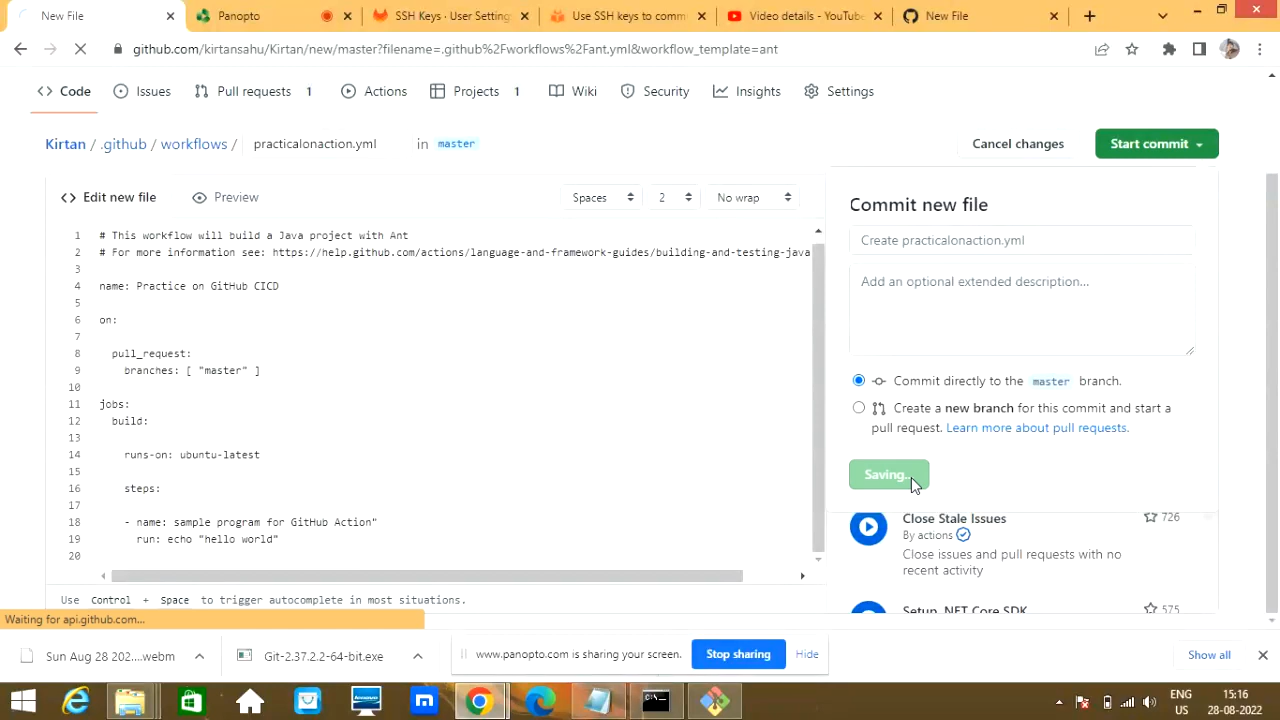 New File
Panopto
SSH Keys · User Setting
Use SSH keys to comm
Video details - YouTube
New File
github.com/kirtansahu/Kirtan/new/master?filename=.github%2Fworkflows%2Fant.yml&workflow_template=ant
Code Issues Pull requests 1 Actions Projects 1 Wiki Security Insights Settings
Kirtan / .github / workflows / practicalonaction.yml in master
Cancel changes
Start commit
Edit new file Preview Spaces 2 No wrap
1 # This workflow will build a Java project with Ant
2 # For more information see: https://help.github.com/actions/language-and-framework-guides/building-and-testing-java
3
4 name: Practice on GitHub CICD
5
6 on:
7
8 pull_request:
9 branches: [ "master" ]
10
11 jobs:
12 build:
13
14 runs-on: ubuntu-latest
15
16 steps:
17
18 - name: sample program for GitHub Action"
19 run: echo "hello world"
20
Use Control + Space to trigger autocomplete in most situations.
Commit new file
Create practicalonaction.yml
Add an optional extended description...
Commit directly to the master branch.
Create a new branch for this commit and start a
pull request. Learn more about pull requests.
Saving...
Close Stale Issues 726
By actions
Close issues and pull requests with no
recent activity
Setup .NET Core SDK 575
Waiting for api.github.com...
Sun Aug 28 202....webm
Git-2.37.2.2-64-bit.exe
www.panopto.com is sharing your screen.
Stop sharing
Hide
Show all
ENG
US
15:16
28-08-2022